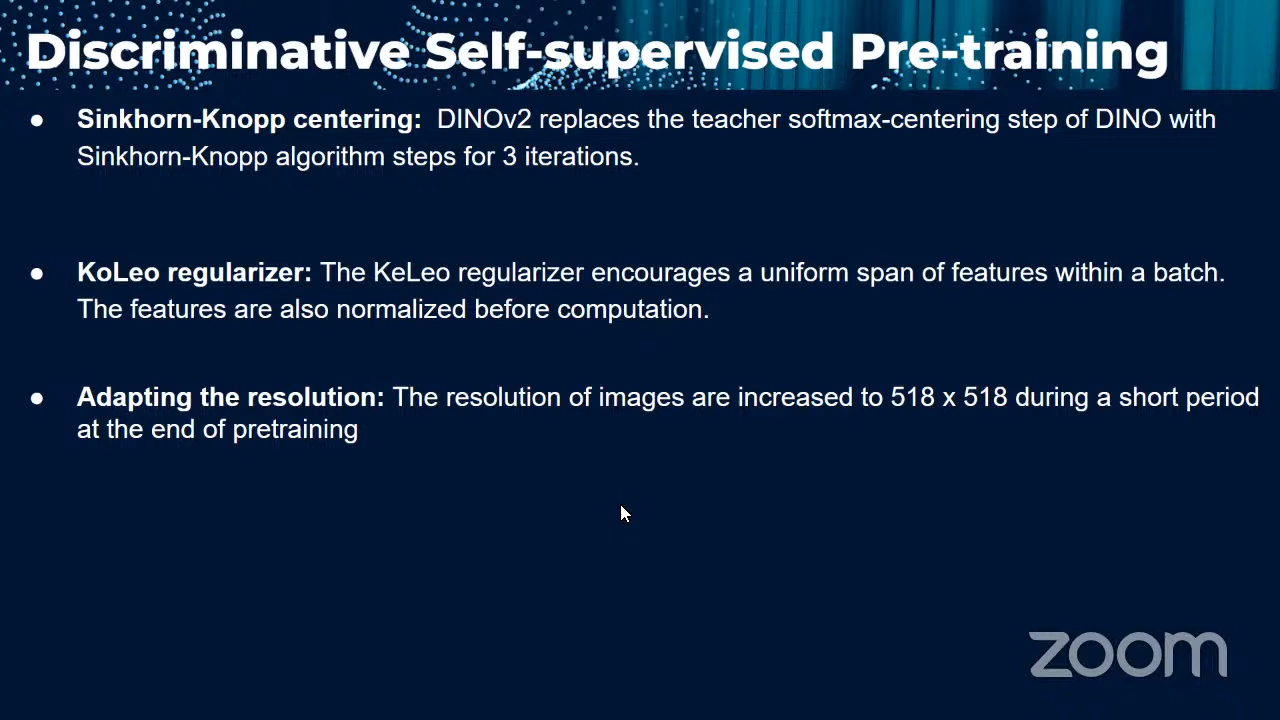 Discriminative Self-supervised Pre-training
● Sinkhorn-Knopp centering: DINOv2 replaces the teacher softmax-centering step of DINO with
Sinkhorn-Knopp algorithm steps for 3 iterations.
● KoLeo regularizer: The KeLeo regularizer encourages a uniform span of features within a batch.
The features are also normalized before computation.
● Adapting the resolution: The resolution of images are increased to 518 x 518 during a short period
at the end of pretraining
zoom